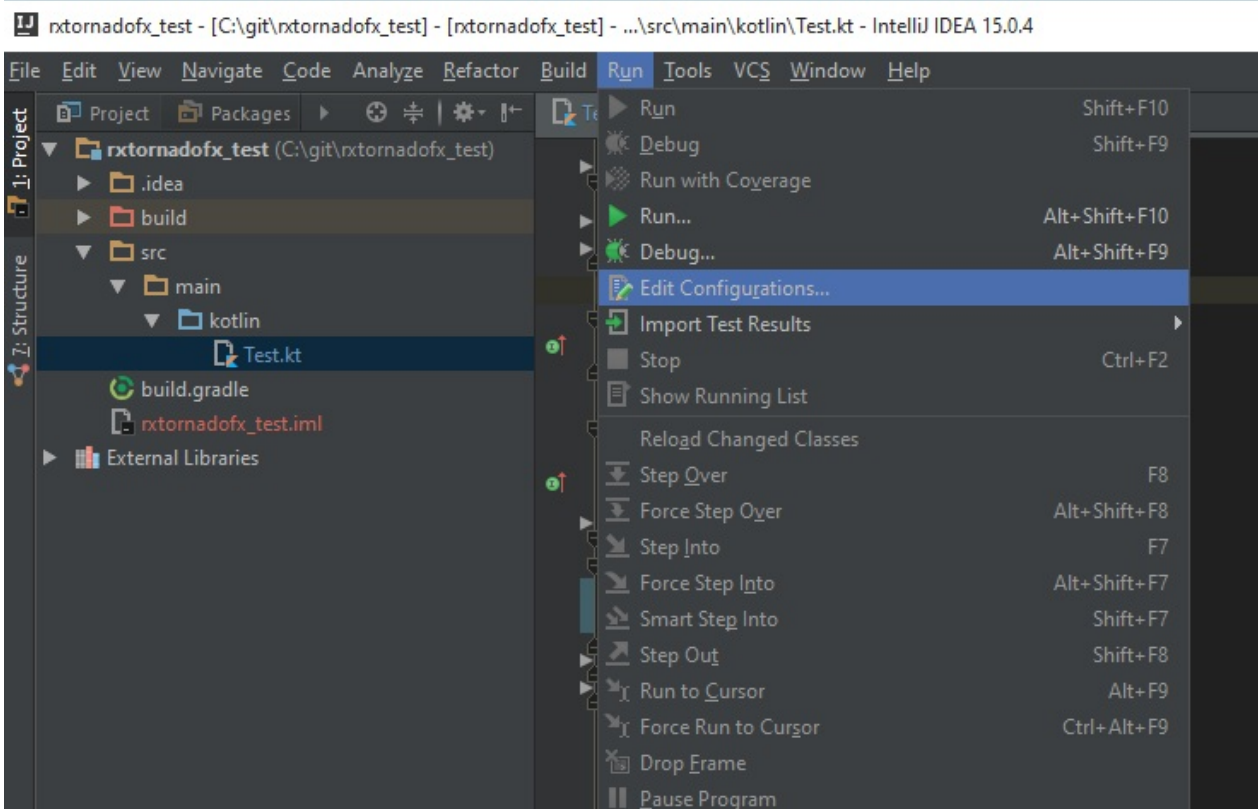 IJ rxtornadofx_test - [C:\git\rxtornadofx_test] - [rxtornadofx_test] - ...\src\main\kotlin\Test.kt - IntelliJ IDEA 15.0.4
File Edit View Navigate Code Analyze Refactor Build Run Tools VCS Window Help
1: Project
7: Structure
Project Packages
rxtornadofx_test (C:\git\rxtornadofx_test)
.idea
build
src
main
kotlin
Test.kt
build.gradle
rxtornadofx_test.iml
External Libraries
Te
Run Shift+F10
Debug Shift+F9
Run with Coverage
Run... Alt+Shift+F10
Debug... Alt+Shift+F9
Edit Configurations...
Import Test Results
Stop Ctrl+F2
Show Running List
Reload Changed Classes
Step Over F8
Force Step Over Alt+Shift+F8
Step Into F7
Force Step Into Alt+Shift+F7
Smart Step Into Shift+F7
Step Out Shift+F8
Run to Cursor Alt+F9
Force Run to Cursor Ctrl+Alt+F9
Drop Frame
Pause Program